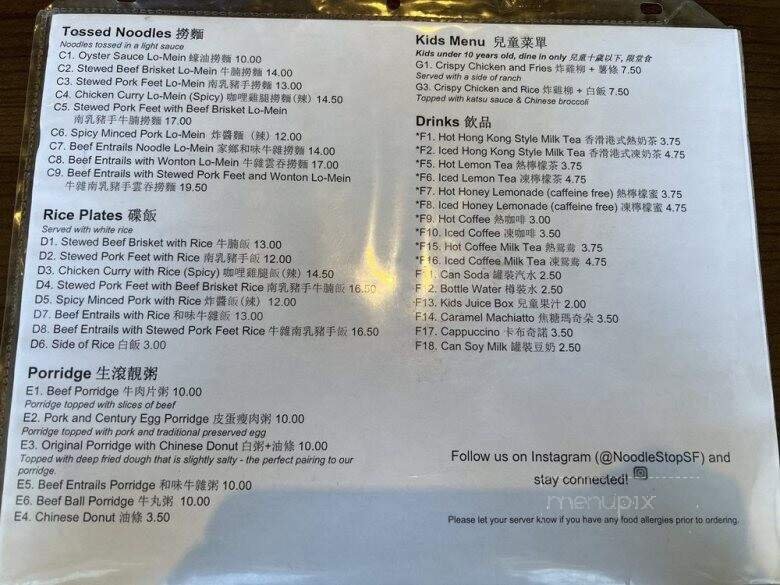 Tossed Noodles 撈麵
Noodles tossed in a light sauce
C1. Oyster Sauce Lo-Mein 蠔油撈麵 10.00
C2. Stewed Beef Brisket Lo-Mein 牛腩撈麵 14.00
C3. Stewed Pork Feet Lo-Mein 南乳豬手撈麵 13.00
C4. Chicken Curry Lo-Mein (Spicy) 咖喱雞腿撈麵(辣) 14.50
C5. Stewed Pork Feet with Beef Brisket Lo-Mein
南乳豬手牛腩撈麵 17.00
C6. Spicy Minced Pork Lo-Mein 炸醬麵 (辣) 12.00
C7. Beef Entrails Noodle Lo-Mein 家鄉和味牛雜撈麵 14.00
C8. Beef Entrails with Wonton Lo-Mein 牛雜雲吞撈麵 17.00
C9. Beef Entrails with Stewed Pork Feet and Wonton Lo-Mein
牛雜南乳豬手雲吞撈麵 19.50
Rice Plates 碟飯
Served with white rice
D1. Stewed Beef Brisket with Rice 牛腩飯 13.00
D2. Stewed Pork Feet with Rice 南乳豬手飯 12.00
D3. Chicken Curry with Rice (Spicy) 咖哩雞腿飯(辣) 14.50
D4. Stewed Pork Feet with Beef Brisket Rice 南乳豬手牛腩飯 16.50
D5. Spicy Minced Pork with Rice 炸醬飯(辣) 12.00
D7. Beef Entrails with Rice 和味牛雜飯 13.00
D8. Beef Entrails with Stewed Pork Feet Rice 牛雜南乳豬手飯 16.50
D6. Side of Rice 白飯 3.00
Porridge 生滾靚粥
E1. Beef Porridge 牛肉片粥 10.00
Porridge topped with slices of beef
E2. Pork and Century Egg Porridge 皮蛋瘦肉粥 10.00
Porridge topped with pork and traditional preserved egg
E3. Original Porridge with Chinese Donut 白粥+油條 10.00
Topped with deep fried dough that is slightly salty - the perfect pairing to our
porridge.
E5. Beef Entrails Porridge 和味牛雜粥 10.00
E6. Beef Ball Porridge 牛丸粥 10.00
E4. Chinese Donut 油條 3.50
Kids Menu 兒童菜單
Kids under 10 years old, dine in only 兒童十歲以下, 限堂食
G1. Crispy Chicken and Fries 炸雞柳 + 薯條 7.50
Served with a side of ranch
G3. Crispy Chicken and Rice 炸雞柳 + 白飯 7.50
Topped with katsu sauce & Chinese broccoli
Drinks 飲品
*F1. Hot Hong Kong Style Milk Tea 香滑港式熱奶茶 3.75
*F2. Iced Hong Kong Style Milk Tea 香滑港式凍奶茶 4.75
*F5. Hot Lemon Tea 熱檸檬茶 3.75
*F6. Iced Lemon Tea 凍檸檬茶 4.75
*F7. Hot Honey Lemonade (caffeine free) 熱檸檬蜜 3.75
*F8. Iced Honey Lemonade (caffeine free) 凍檸檬蜜 4.75
*F9. Hot Coffee 熱咖啡 3.00
*F10. Iced Coffee 凍咖啡 3.50
*F15. Hot Coffee Milk Tea 熱鴛鴦 3.75
*F16. Iced Coffee Milk Tea 凍鴛鴦 4.75
F11. Can Soda 罐裝汽水 2.50
F12. Bottle Water 樽裝水 2.50
F13. Kids Juice Box 兒童果汁 2.00
F14. Caramel Machiatto 焦糖瑪奇朵 3.50
F17. Cappuccino 卡布奇諾 3.50
F18. Can Soy Milk 罐裝豆奶 2.50
Follow us on Instagram (@NoodleStopSF) and
stay connected!
menupix
Please let your server know if you have any food allergies prior to ordering.